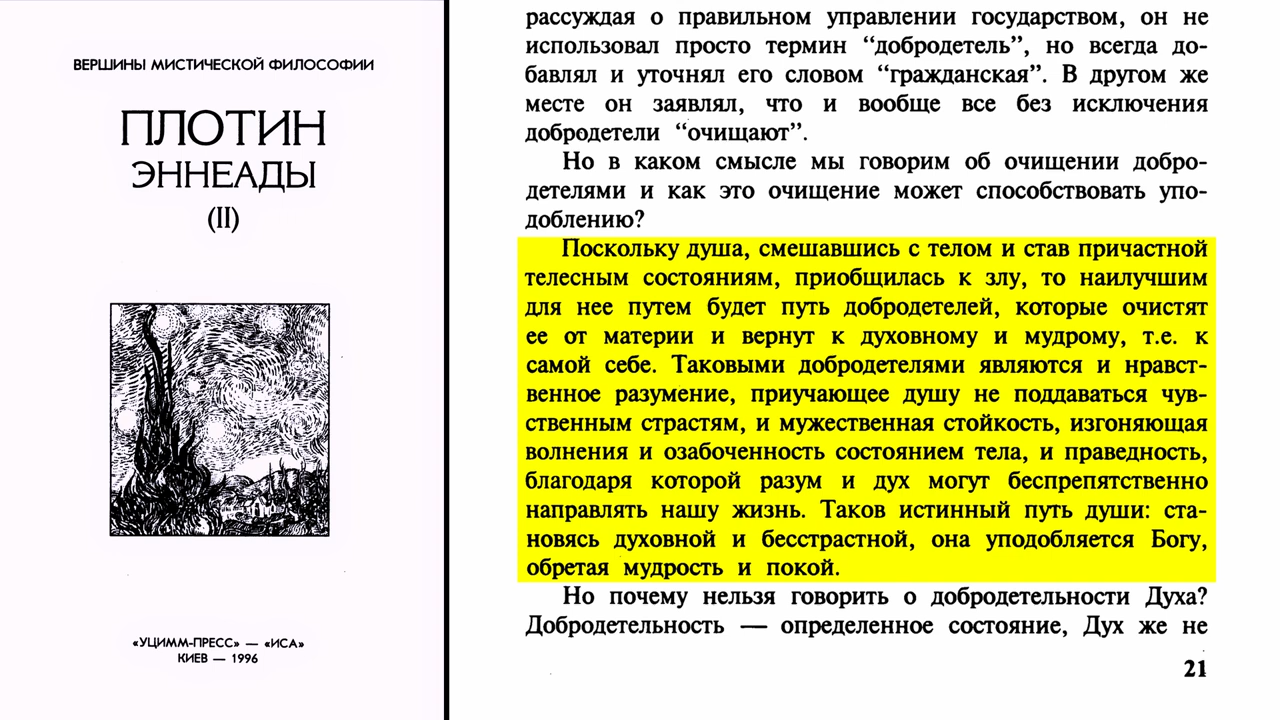 ВЕРШИНЫ МИСТИЧЕСКОЙ ФИЛОСОФИИ
ПЛОТИН
ЭННЕАДЫ
(II)
«УЦИММ-ПРЕСС» — «ИСА»
КИЕВ — 1996
рассуждая о правильном управлении государством, он не
использовал просто термин “добродетель”, но всегда до-
бавлял и уточнял его словом “гражданская”. В другом же
месте он заявлял, что и вообще все без исключения
добродетели “очищают”.
Но в каком смысле мы говорим об очищении добро-
детелями и как это очищение может способствовать упо-
доблению?
Поскольку душа, смешавшись с телом и став причастной
телесным состояниям, приобщилась к злу, то наилучшим
для нее путем будет путь добродетелей, которые очистят
ее от материи и вернут к духовному и мудрому, т.е. к
самой себе. Таковыми добродетелями являются и нравст-
венное разумение, приучающее душу не поддаваться чув-
ственным страстям, и мужественная стойкость, изгоняющая
волнения и озабоченность состоянием тела, и праведность,
благодаря которой разум и дух могут беспрепятственно
направлять нашу жизнь. Таков истинный путь души: ста-
новясь духовной и бесстрастной, она уподобляется Богу,
обретая мудрость и покой.
Но почему нельзя говорить о добродетельности Духа?
Добродетельность — определенное состояние, Дух же не
21